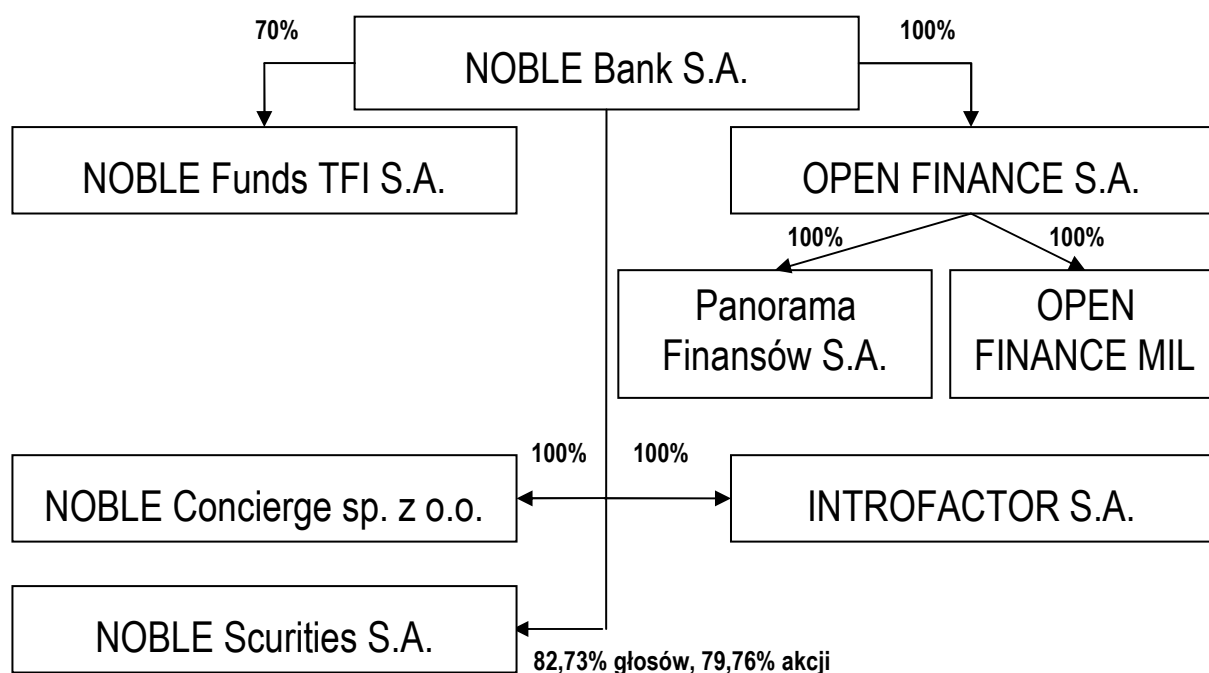 70%
100%
NOBLE Bank S.A.
NOBLE Funds TFI S.A.
OPEN FINANCE S.A.
100%
100%
Panorama
Finansów S.A.
OPEN
FINANCE MIL
100%
100%
NOBLE Concierge sp. z o.o.
INTROFACTOR S.A.
NOBLE Scurities S.A.
82,73% głosów, 79,76% akcji